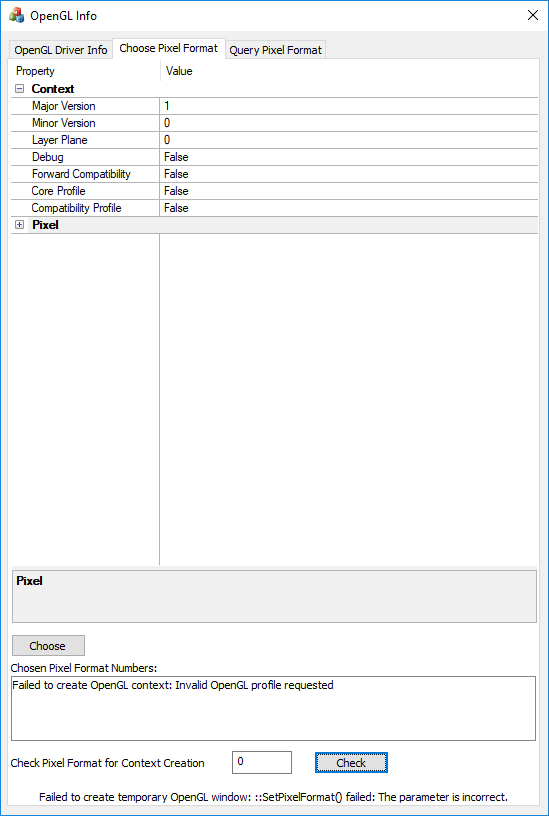 OpenGL Info
OpenGL Driver Info Choose Pixel Format Query Pixel Format
Property Value
Context
Major Version 1
Minor Version 0
Layer Plane 0
Debug False
Forward Compatibility False
Core Profile False
Compatibility Profile False
Pixel
Pixel
Choose
Chosen Pixel Format Numbers:
Failed to create OpenGL context: Invalid OpenGL profile requested
Check Pixel Format for Context Creation 0 Check
Failed to create temporary OpenGL window: ::SetPixelFormat() failed: The parameter is incorrect.